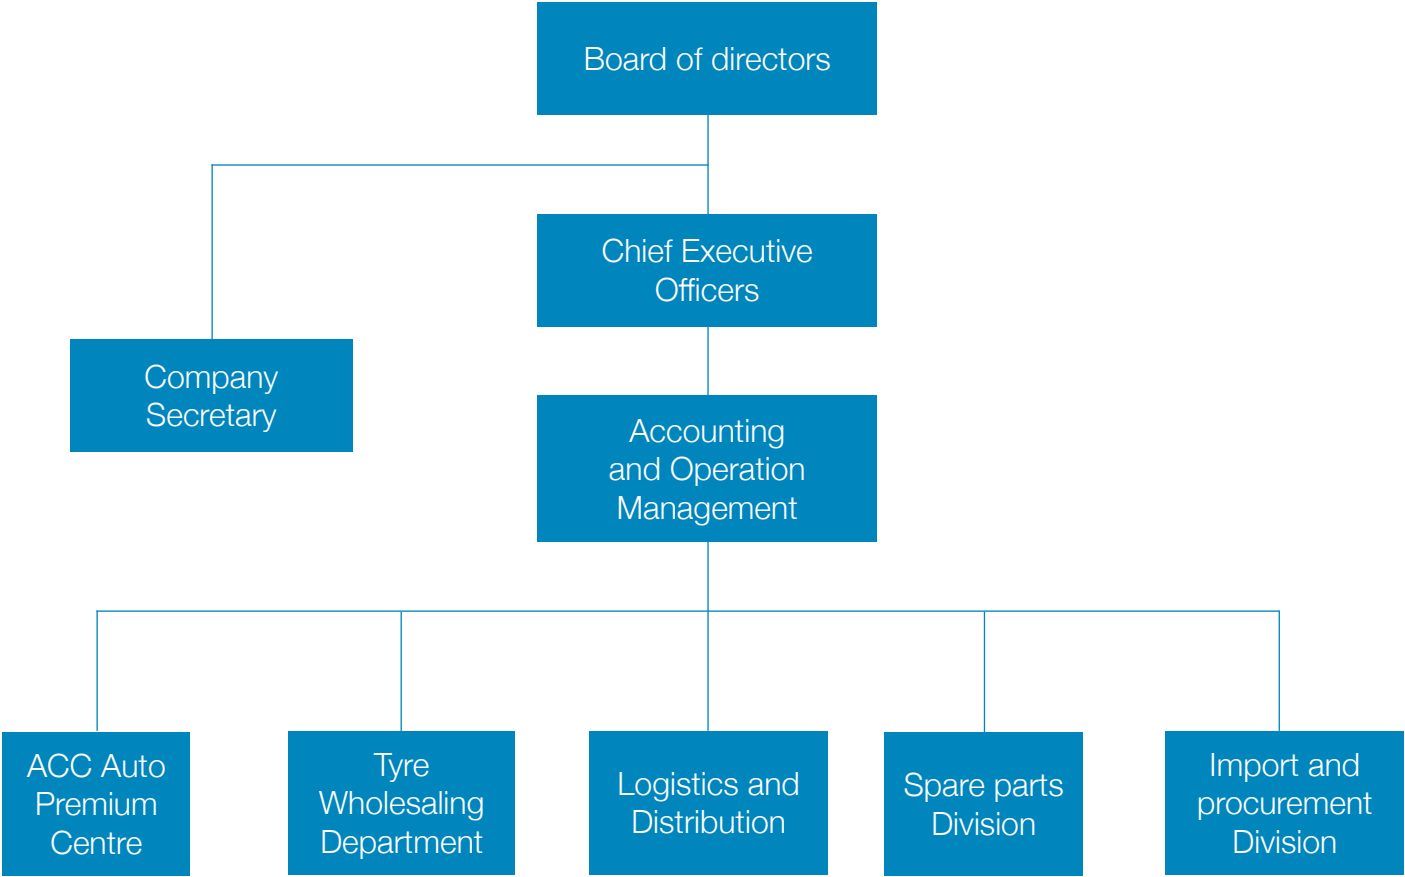 Board of directors
Chief Executive
Officers
Company
Secretary
Accounting
and Operation
Management
ACC Auto
Premium
Centre
Tyre
Wholesaling
Department
Logistics and
Distribution
Spare parts
Division
Import and
procurement
Division